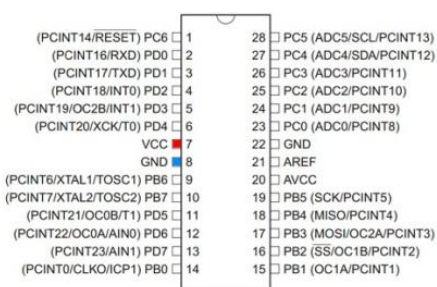 (PCINT14/RESET) PC6 1 28 PC5 (ADC5/SCL/PCINT13)
(PCINT16/RXD) PD0 2 27 PC4 (ADC4/SDA/PCINT12)
(PCINT17/TXD) PD1 3 26 PC3 (ADC3/PCINT11)
(PCINT18/INT0) PD2 4 25 PC2 (ADC2/PCINT10)
(PCINT19/OC2B/INT1) PD3 5 24 PC1 (ADC1/PCINT9)
(PCINT20/XCK/T0) PD4 6 23 PC0 (ADC0/PCINT8)
VCC 7 22 GND
GND 8 21 AREF
(PCINT6/XTAL1/TOSC1) PB6 9 20 AVCC
(PCINT7/XTAL2/TOSC2) PB7 10 19 PB5 (SCK/PCINT5)
(PCINT21/OC0B/T1) PD5 11 18 PB4 (MISO/PCINT4)
(PCINT22/OC0A/AIN0) PD6 12 17 PB3 (MOSI/OC2A/PCINT3)
(PCINT23/AIN1) PD7 13 16 PB2 (SS/OC1B/PCINT2)
(PCINT0/CLKO/ICP1) PB0 14 15 PB1 (OC1A/PCINT1)